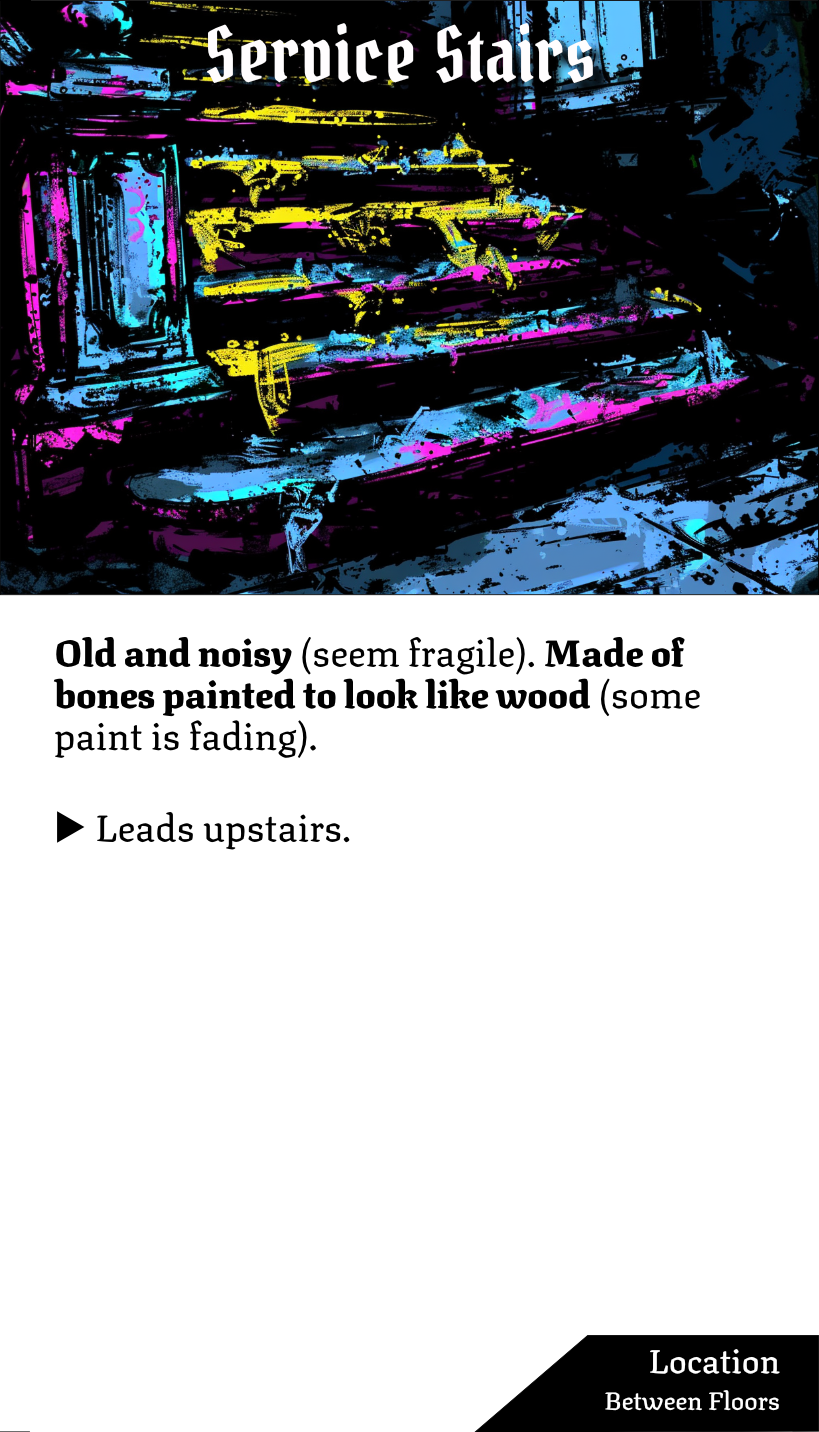 Service Stairs
Old and noisy (seem fragile). Made of
bones painted to look like wood (some
paint is fading).
▶ Leads upstairs.
Location
Between Floors